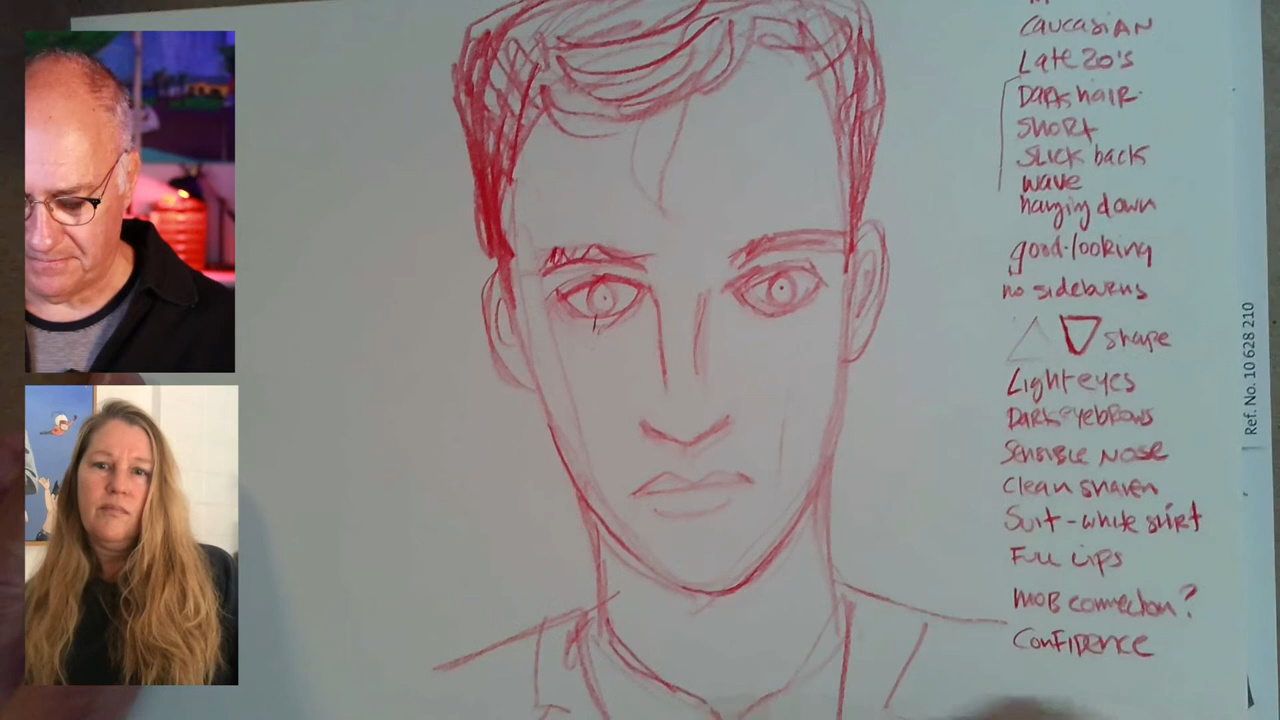 CAUCASIAN
Late 20's
Dark hair
short
slick back
wave
hanging down
good-looking
no sideburns
shape
Light eyes
Dark eyebrows
Sensible Nose
Clean shaven
Suit - white shirt
Full Lips
MOB connection?
Confidence
Ref. No. 10 628 210